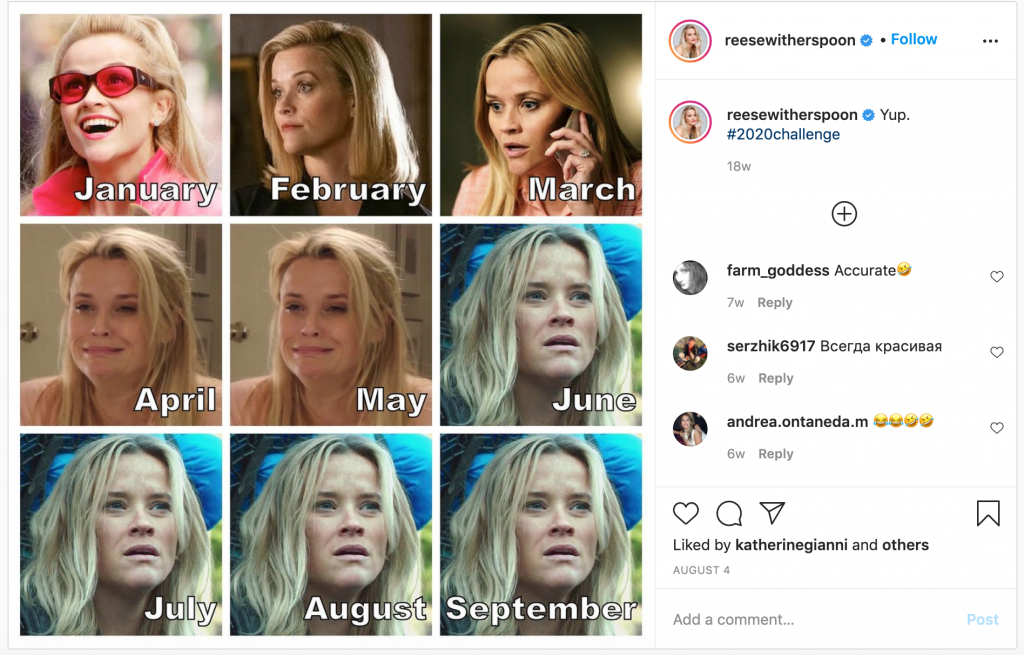 January
February
March
April
May
June
July
August
September
reesewitherspoon • Follow
reesewitherspoon Yup.
#2020challenge
18w
farm_goddess Accurate🤣
7w Reply
serzhik6917 Всегда красивая
6w Reply
andrea.ontaneda.m 😂😂🤣🤣
6w Reply
Liked by katherinegianni and others
AUGUST 4
Add a comment... Post